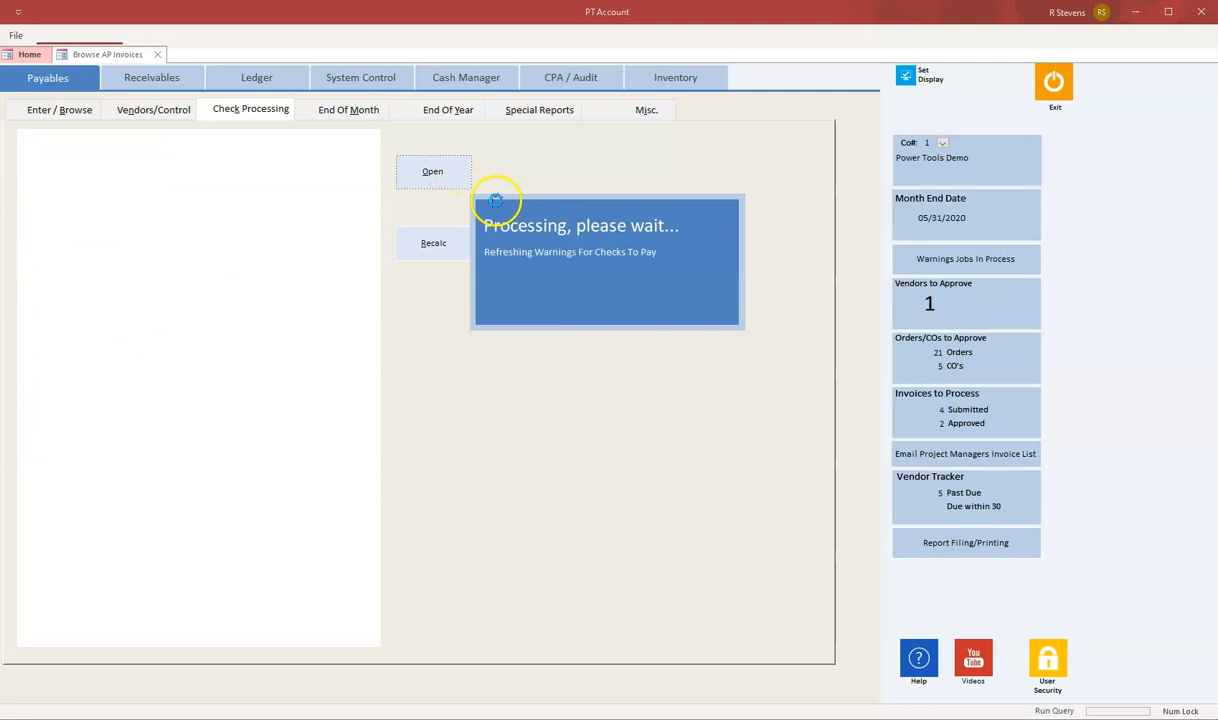 PT Account
R Stevens RS
File
Home
Browse AP Invoices
Payables
Receivables
Ledger
System Control
Cash Manager
CPA / Audit
Inventory
Enter / Browse
Vendors/Control
Check Processing
End Of Month
End Of Year
Special Reports
Misc.
Open
Recalc
Processing, please wait...
Refreshing Warnings For Checks To Pay
Set
Display
Exit
Co#: 1
Power Tools Demo
Month End Date
05/31/2020
Warnings Jobs In Process
Vendors to Approve
1
Orders/COs to Approve
21 Orders
5 CO's
Invoices to Process
4 Submitted
2 Approved
Email Project Managers Invoice List
Vendor Tracker
5 Past Due
Due within 30
Report Filing/Printing
?
You
Tube
Help
Videos
User
Security
Run Query
Num Lock